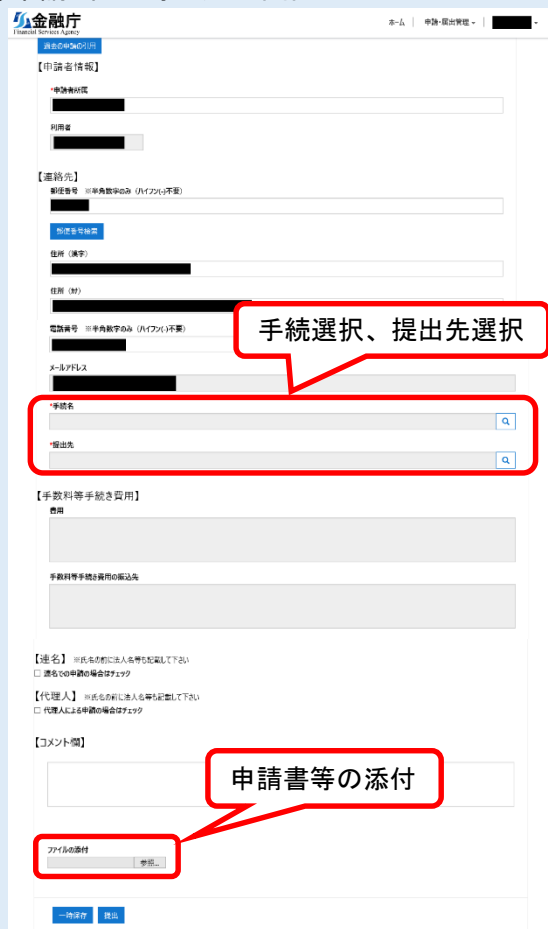 金融庁
Financial Services Agency
ホーム | 申請・届出管理 |
過去の申請の引用
【申請者情報】
*申請者所属
利用者
【連絡先】
郵便番号 ※半角数字のみ（ハイフン(-)不要）
郵便番号検索
住所（漢字）
住所（ｶﾅ）
電話番号 ※半角数字のみ（ハイフン(-)不要）
手続選択、提出先選択
メールアドレス
*手続名
*提出先
【手数料等手続き費用】
費用
手数料等手続き費用の振込先
【連名】 ※氏名の前に法人名等も記載して下さい
連名での申請の場合はチェック
【代理人】 ※氏名の前に法人名等も記載して下さい
代理人による申請の場合はチェック
【コメント欄】
申請書等の添付
ファイルの添付
参照...
一時保存 提出